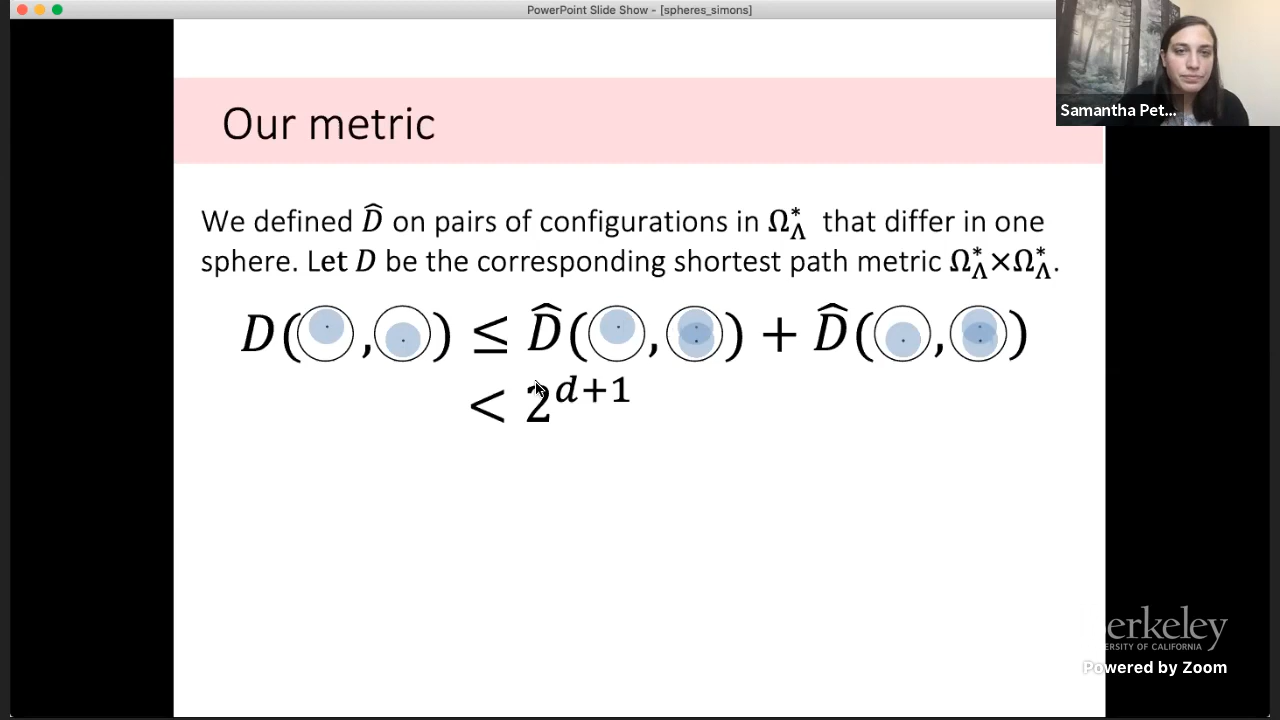 PowerPoint Slide Show - [spheres_simons]
Samantha Pet...
Our metric
We defined D̂ on pairs of configurations in Ω*_Λ that differ in one
sphere. Let D be the corresponding shortest path metric Ω*_Λ×Ω*_Λ.
D( , ) ≤ D̂( , ) + D̂( , )
< 2^{d+1}
UNIVERSITY OF CALIFORNIA
Powered by Zoom